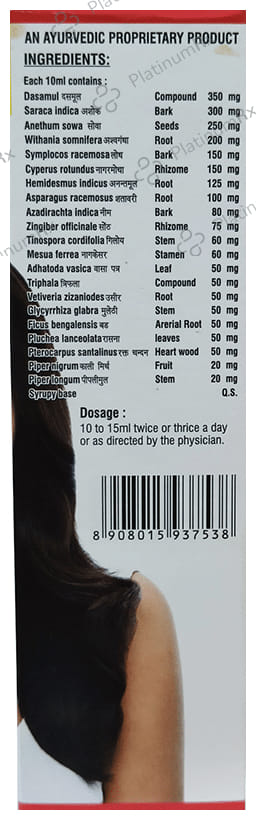 AN AYURVEDIC PROPRIETARY PRODUCT
INGREDIENTS:
Each 10ml contains :
Dasamul दसमूल Compound 350 mg
Saraca indica अशोक Bark 300 mg
Anethum sowa सोवा Seeds 250 mg
Withania somnifera अश्वगंधा Root 200 mg
Symplocos racemosa लोध Bark 150 mg
Cyperus rotundus नागरमोथा Rhizome 150 mg
Hemidesmus indicus अनन्तमूल Root 125 mg
Asparagus racemosus शतावरी Root 100 mg
Azadirachta indica नीम Bark 80 mg
Zingiber officinale सोंठ Rhizome 75 mg
Tinospora cordifolia गिलोय Stem 60 mg
Mesua ferrea नागकेसर Stamen 60 mg
Adhatoda vasica वासा पत्र Leaf 50 mg
Triphala त्रिफला Compound 50 mg
Vetiveria zizaniodes उसीर Root 50 mg
Glycyrrhiza glabra मुलेठी Stem 50 mg
Ficus bengalensis बड Arerial Root 50 mg
Pluchea lanceolata रासना leaves 50 mg
Pterocarpus santalinus रक्त चन्दन Heart wood 50 mg
Piper nigrum काली मिर्च Fruit 20 mg
Piper longum पीपलीमुल Stem 20 mg
Syrupy base Q.S.
Dosage :
10 to 15ml twice or thrice a day
or as directed by the physician.
8 908015 937538